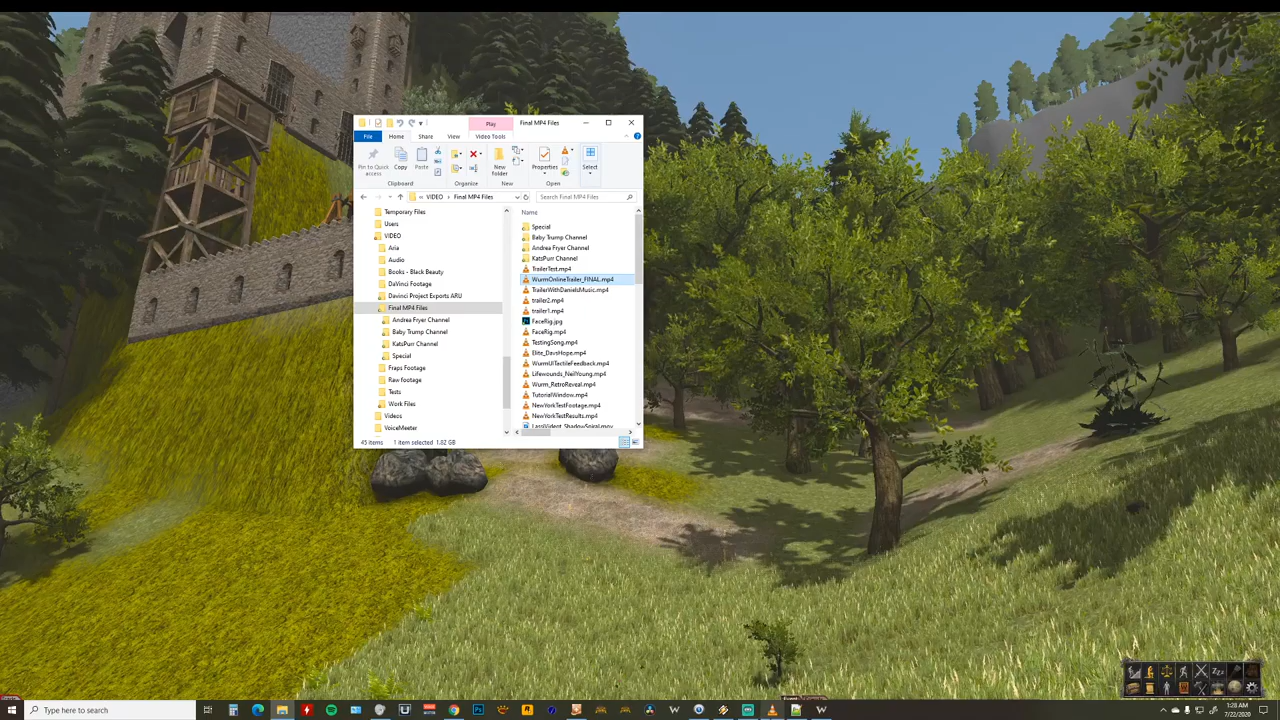 Play
Final MP4 Files
File
Home
Share
View
Video Tools
Pin to Quick access
Copy
Paste
New folder
Properties
Select
Clipboard
Organize
New
Open
« VIDEO > Final MP4 Files
Search Final MP4 Files
Temporary Files
Users
VIDEO
Aria
Audio
Books - Black Beauty
DaVinci Footage
Davinci Project Exports ARU
Final MP4 Files
Andrea Fryer Channel
Baby Trump Channel
KatsPurr Channel
Special
Fraps Footage
Raw footage
Tests
Work Files
Videos
VoiceMeeter
Name
Special
Baby Trump Channel
Andrea Fryer Channel
KatsPurr Channel
TrailerTest.mp4
WurmOnlineTrailer_FINAL.mp4
TrailerWithDanielsMusic.mp4
trailer2.mp4
trailer1.mp4
FaceRig.jpg
FaceRig.mp4
TestingSong.mp4
Elite_DavsHope.mp4
WurmUITactileFeedback.mp4
Lifewounds_NeilYoung.mp4
Wurm_RetroReveal.mp4
TutorialWindow.mp4
NewYorkTestFootage.mp4
NewYorkTestResults.mp4
45 items
1 item selected 1.82 GB
Zzz
Type here to search
1:28 AM
7/22/2020